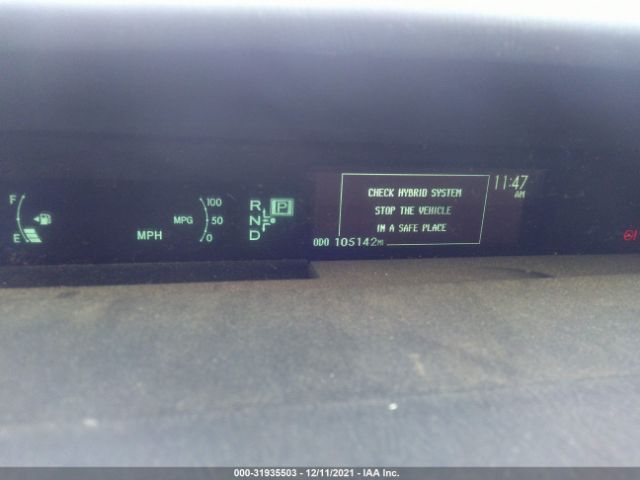 F
E
MPH
MPG
100
50
0
R
N
D
P
CHECK HYBRID SYSTEM
STOP THE VEHICLE
IN A SAFE PLACE
11:47
AM
ODO 105142MI
000-31935503 - 12/11/2021 - IAA Inc.